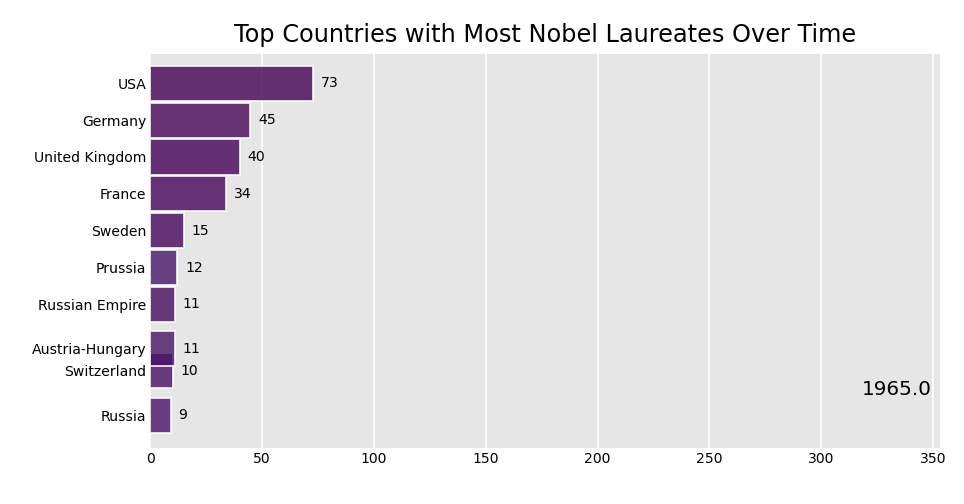 Top Countries with Most Nobel Laureates Over Time
USA 73
Germany 45
United Kingdom 40
France 34
Sweden 15
Prussia 12
Russian Empire 11
Austria-Hungary 11
Switzerland 10
1965.0
Russia 9
0 50 100 150 200 250 300 350